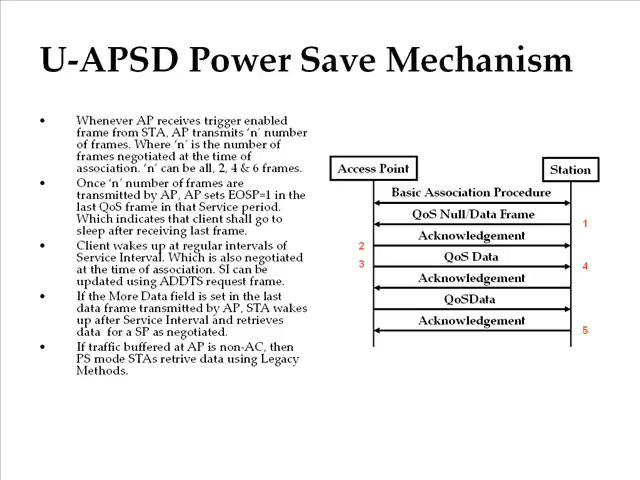 U-APSD Power Save Mechanism
• Whenever AP receives trigger enabled
frame from STA, AP transmits ‘n’ number
of frames. Where ‘n’ is the number of
frames negotiated at the time of
association. ‘n’ can be all, 2, 4 & 6 frames.
• Once ‘n’ number of frames are
transmitted by AP, AP sets EOSP=1 in the
last QoS frame in that Service period.
Which indicates that client shall go to
sleep after receiving last frame.
• Client wakes up at regular intervals of
Service Interval. Which is also negotiated
at the time of association. SI can be
updated using ADDTS request frame.
• If the More Data field is set in the last
data frame transmitted by AP, STA wakes
up after Service Interval and retrieves
data for a SP as negotiated.
• If traffic buffered at AP is non-AC, then
PS mode STAs retrive data using Legacy
Methods.
Access Point
Station
Basic Association Procedure
QoS Null/Data Frame
1
Acknowledgement
2
QoS Data
3
4
Acknowledgement
QoSData
Acknowledgement
5